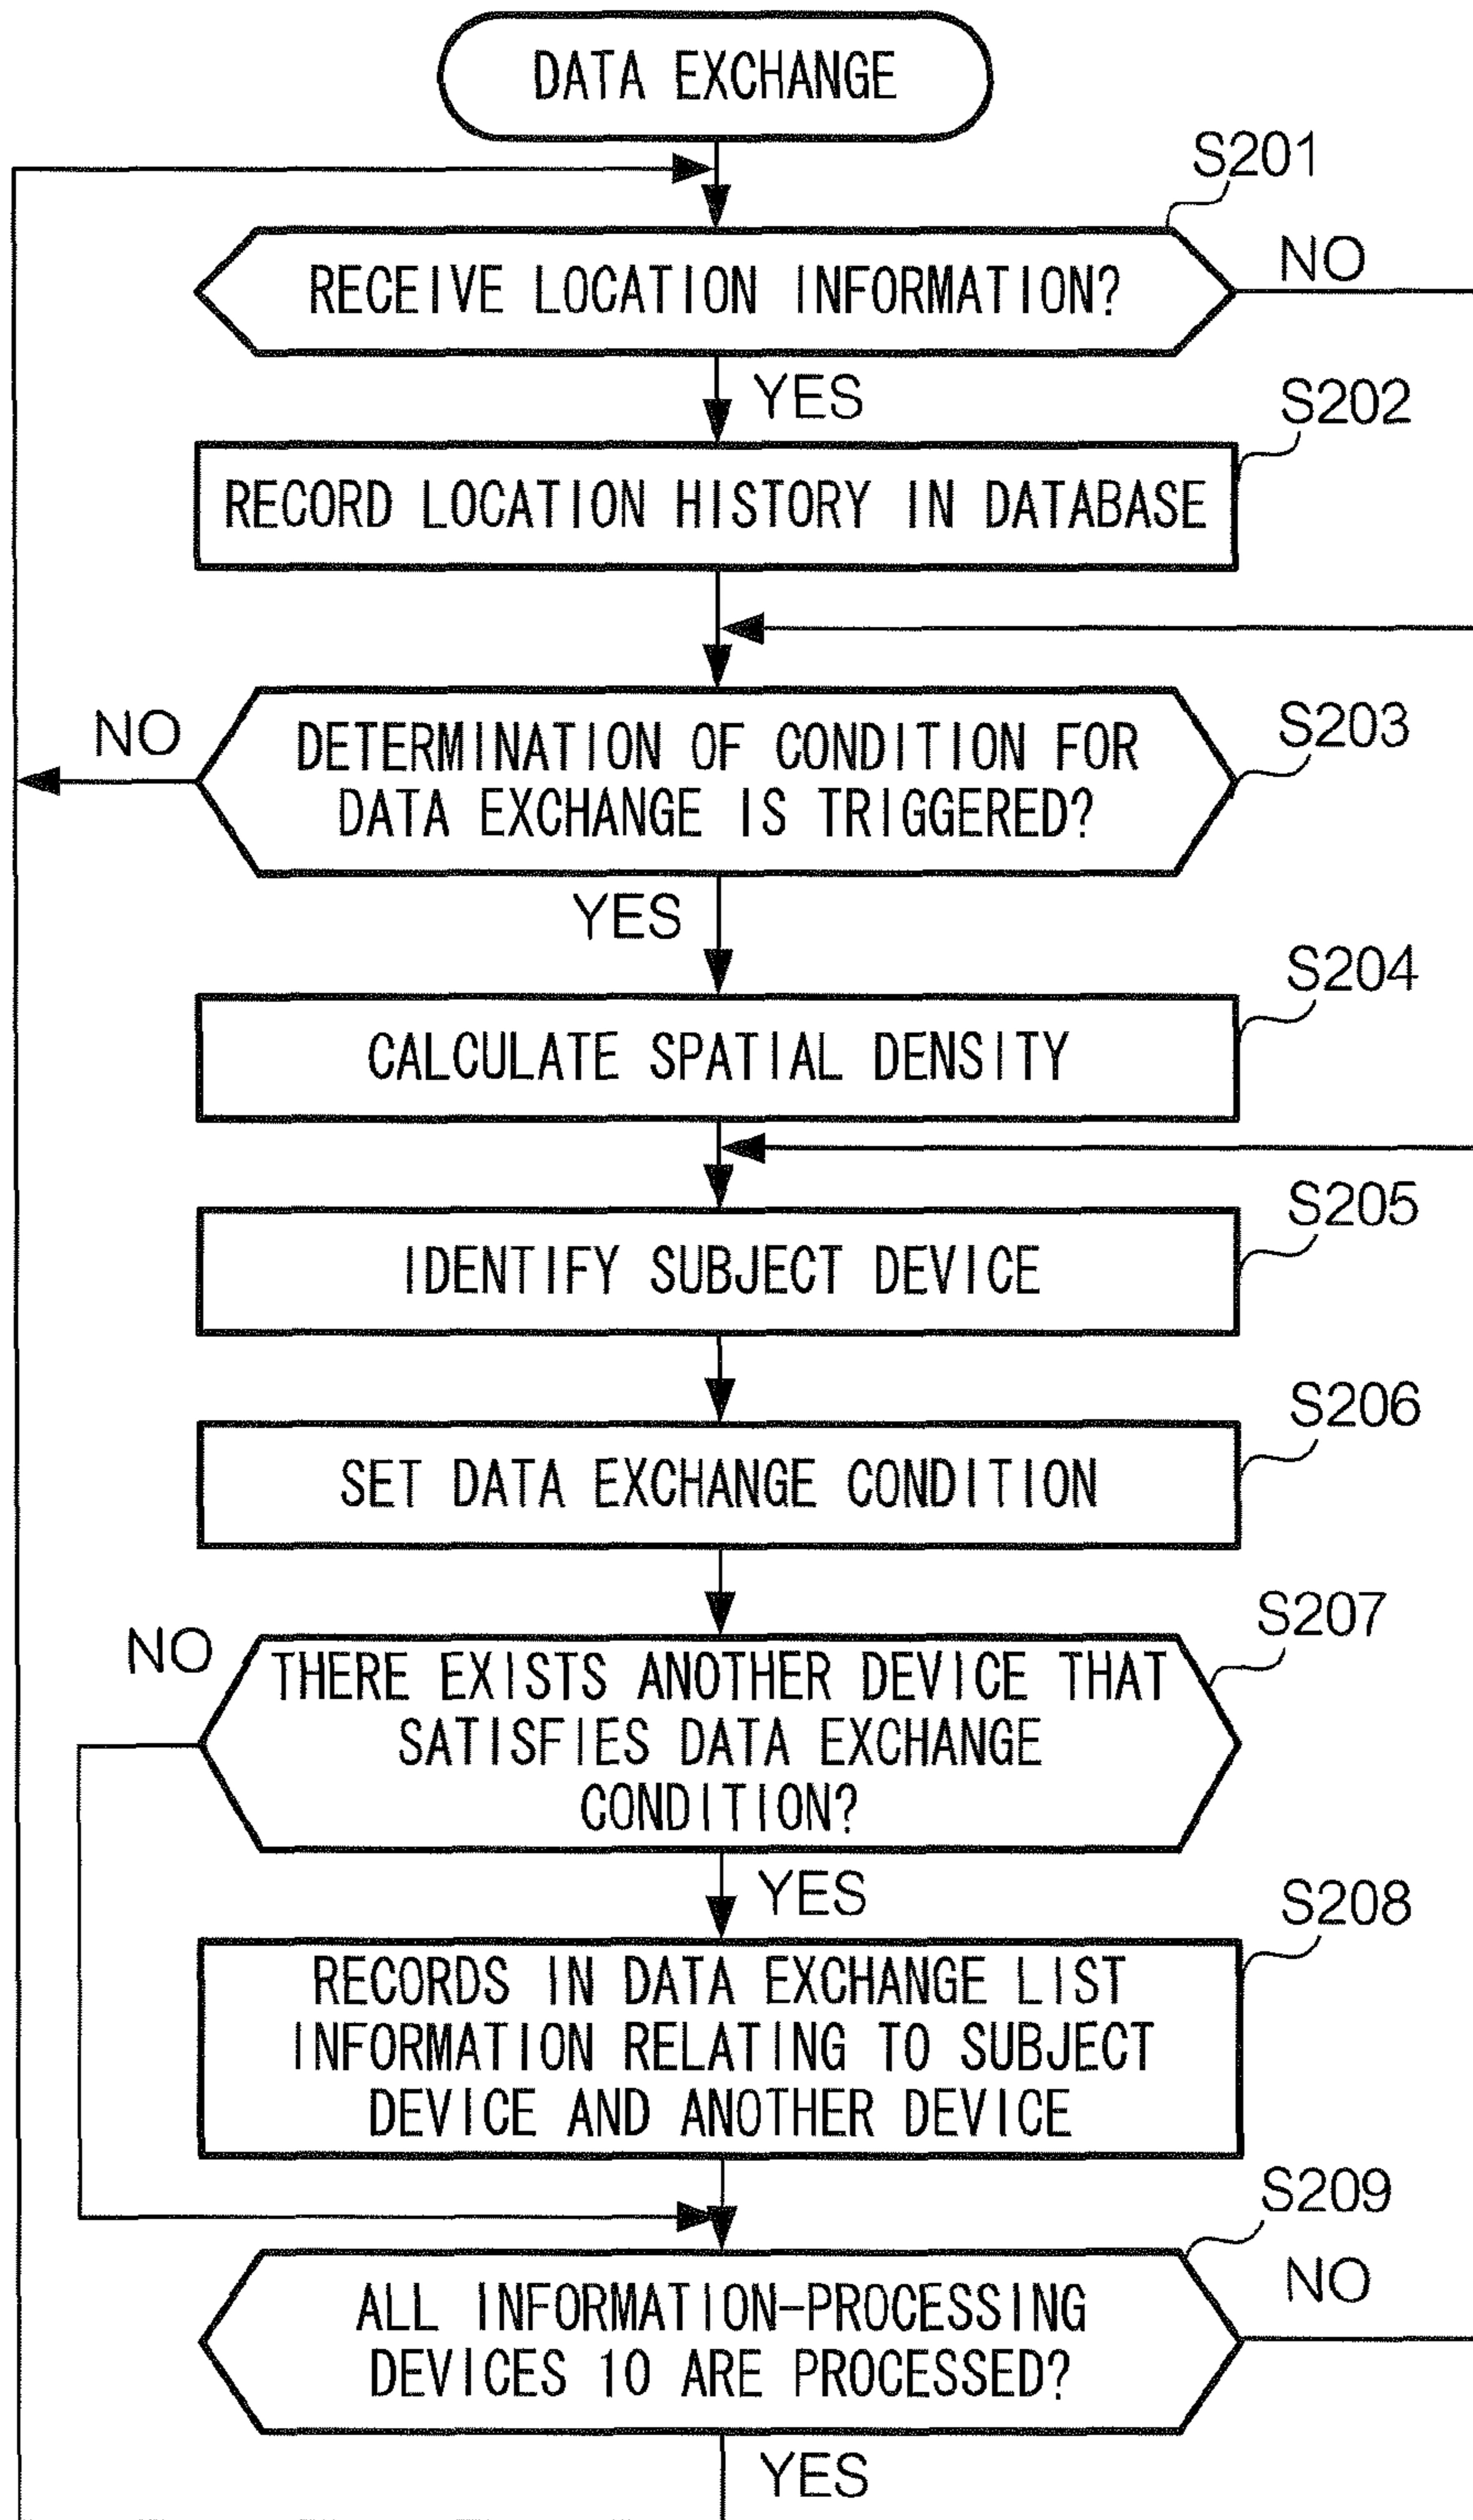 DATA EXCHANGE
S201
RECEIVE LOCATION INFORMATION?
NO
YES
S202
RECORD LOCATION HISTORY IN DATABASE
NO
DETERMINATION OF CONDITION FOR
DATA EXCHANGE IS TRIGGERED?
S203
YES
S204
CALCULATE SPATIAL DENSITY
S205
IDENTIFY SUBJECT DEVICE
S206
SET DATA EXCHANGE CONDITION
S207
NO
THERE EXISTS ANOTHER DEVICE THAT
SATISFIES DATA EXCHANGE
CONDITION?
YES
S208
RECORDS IN DATA EXCHANGE LIST
INFORMATION RELATING TO SUBJECT
DEVICE AND ANOTHER DEVICE
S209
NO
ALL INFORMATION-PROCESSING
DEVICES 10 ARE PROCESSED?
YES